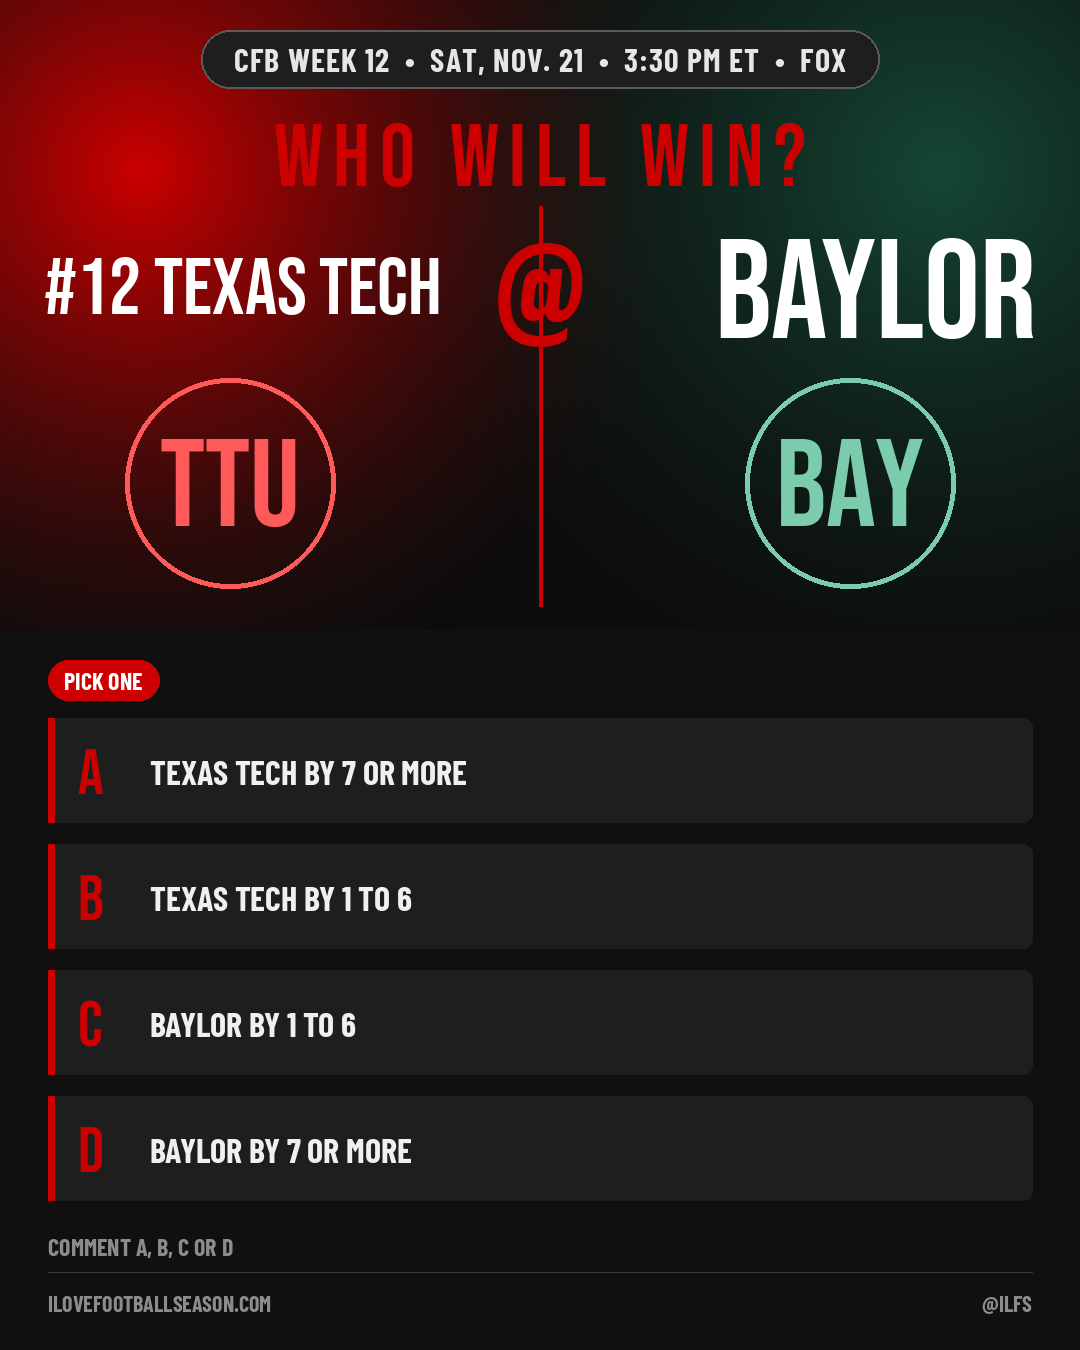 CFB WEEK 12 • SAT, NOV. 21 • 3:30 PM ET • FOX
WHO WILL WIN?
#12 TEXAS TECH @ BAYLOR
TTU BAY
PICK ONE
A TEXAS TECH BY 7 OR MORE
B TEXAS TECH BY 1 TO 6
C BAYLOR BY 1 TO 6
D BAYLOR BY 7 OR MORE
COMMENT A, B, C OR D
ILOVEFOOTBALLSEASON.COM @ILFS